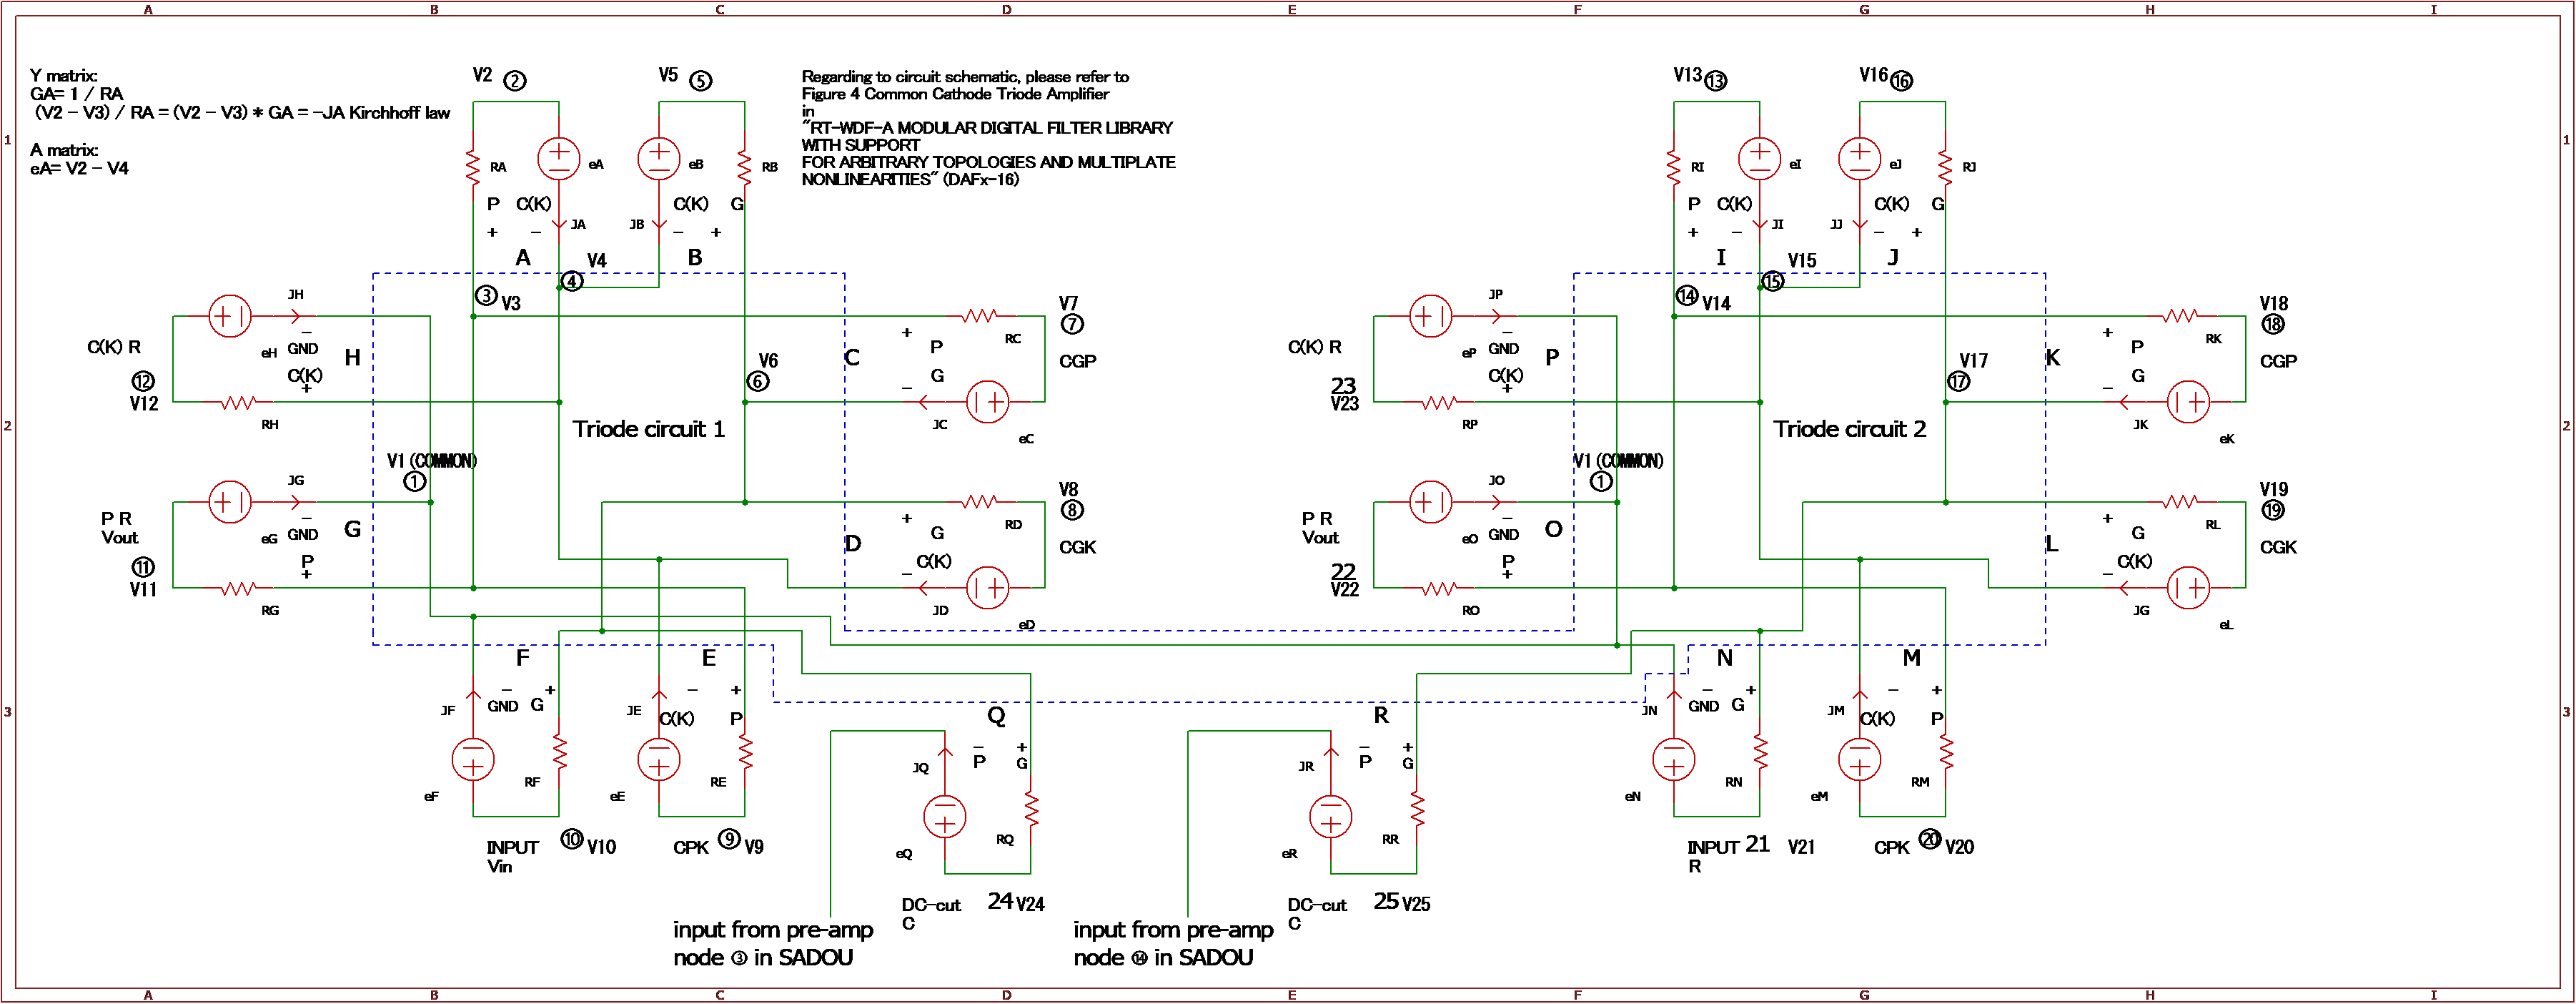 A B C D E F G H I
Y matrix:
GA= 1 / RA
(V2 - V3) / RA = (V2 - V3) * GA = -JA Kirchhoff law
A matrix:
eA= V2 - V4
Regarding to circuit schematic, please refer to
Figure 4 Common Cathode Triode Amplifier
in
"RT-WDF-A MODULAR DIGITAL FILTER LIBRARY
WITH SUPPORT
FOR ARBITRARY TOPOLOGIES AND MULTIPLATE
NONLINEARITIES" (DAFx-16)
1
1
V2 ②
V5 ⑤
RA
eA
eB
RB
P C(K)
C(K) G
+ − JA
JB − +
A
B
④ V4
③ V3
V13 ⑬
V16 ⑯
RI
eI
eJ
RJ
P C(K)
C(K) G
+ − JI
JJ − +
I
J
⑮ V15
⑭ V14
2
2
JH
−
eH GND
C(K) R
C(K)
+
H
⑫
V12
RH
V7
⑦
RC
+
P
C
CGP
G
−
JC
eC
V6
⑥
Triode circuit 1
V1 (COMMON)
①
JG
−
eG GND
P R
Vout
P
+
G
⑪
V11
RG
V8
⑧
RD
+
G
D
CGK
C(K)
−
JD
eD
JP
−
eP GND
C(K) R
C(K)
+
P
23
V23
RP
V18
⑱
RK
+
P
K
CGP
G
−
JK
eK
V17
⑰
Triode circuit 2
V1 (COMMON)
①
JO
−
eO GND
P R
Vout
P
+
O
22
V22
RO
V19
⑲
RL
+
G
L
CGK
C(K)
−
JG
eL
3
3
F
E
− +
JF GND G
− +
JE C(K) P
RF
eF
RE
eE
INPUT ⑩ V10
Vin
CPK ⑨ V9
Q
− +
JQ P G
RQ
eQ
DC-cut 24 V24
C
input from pre-amp
node ③ in SADOU
R
− +
JR P G
RR
eR
DC-cut 25 V25
C
input from pre-amp
node ⑭ in SADOU
N
M
− +
JN GND G
− +
JM C(K) P
RN
eN
RM
eM
INPUT 21 V21
R
CPK ⑳ V20
A B C D E F G H I